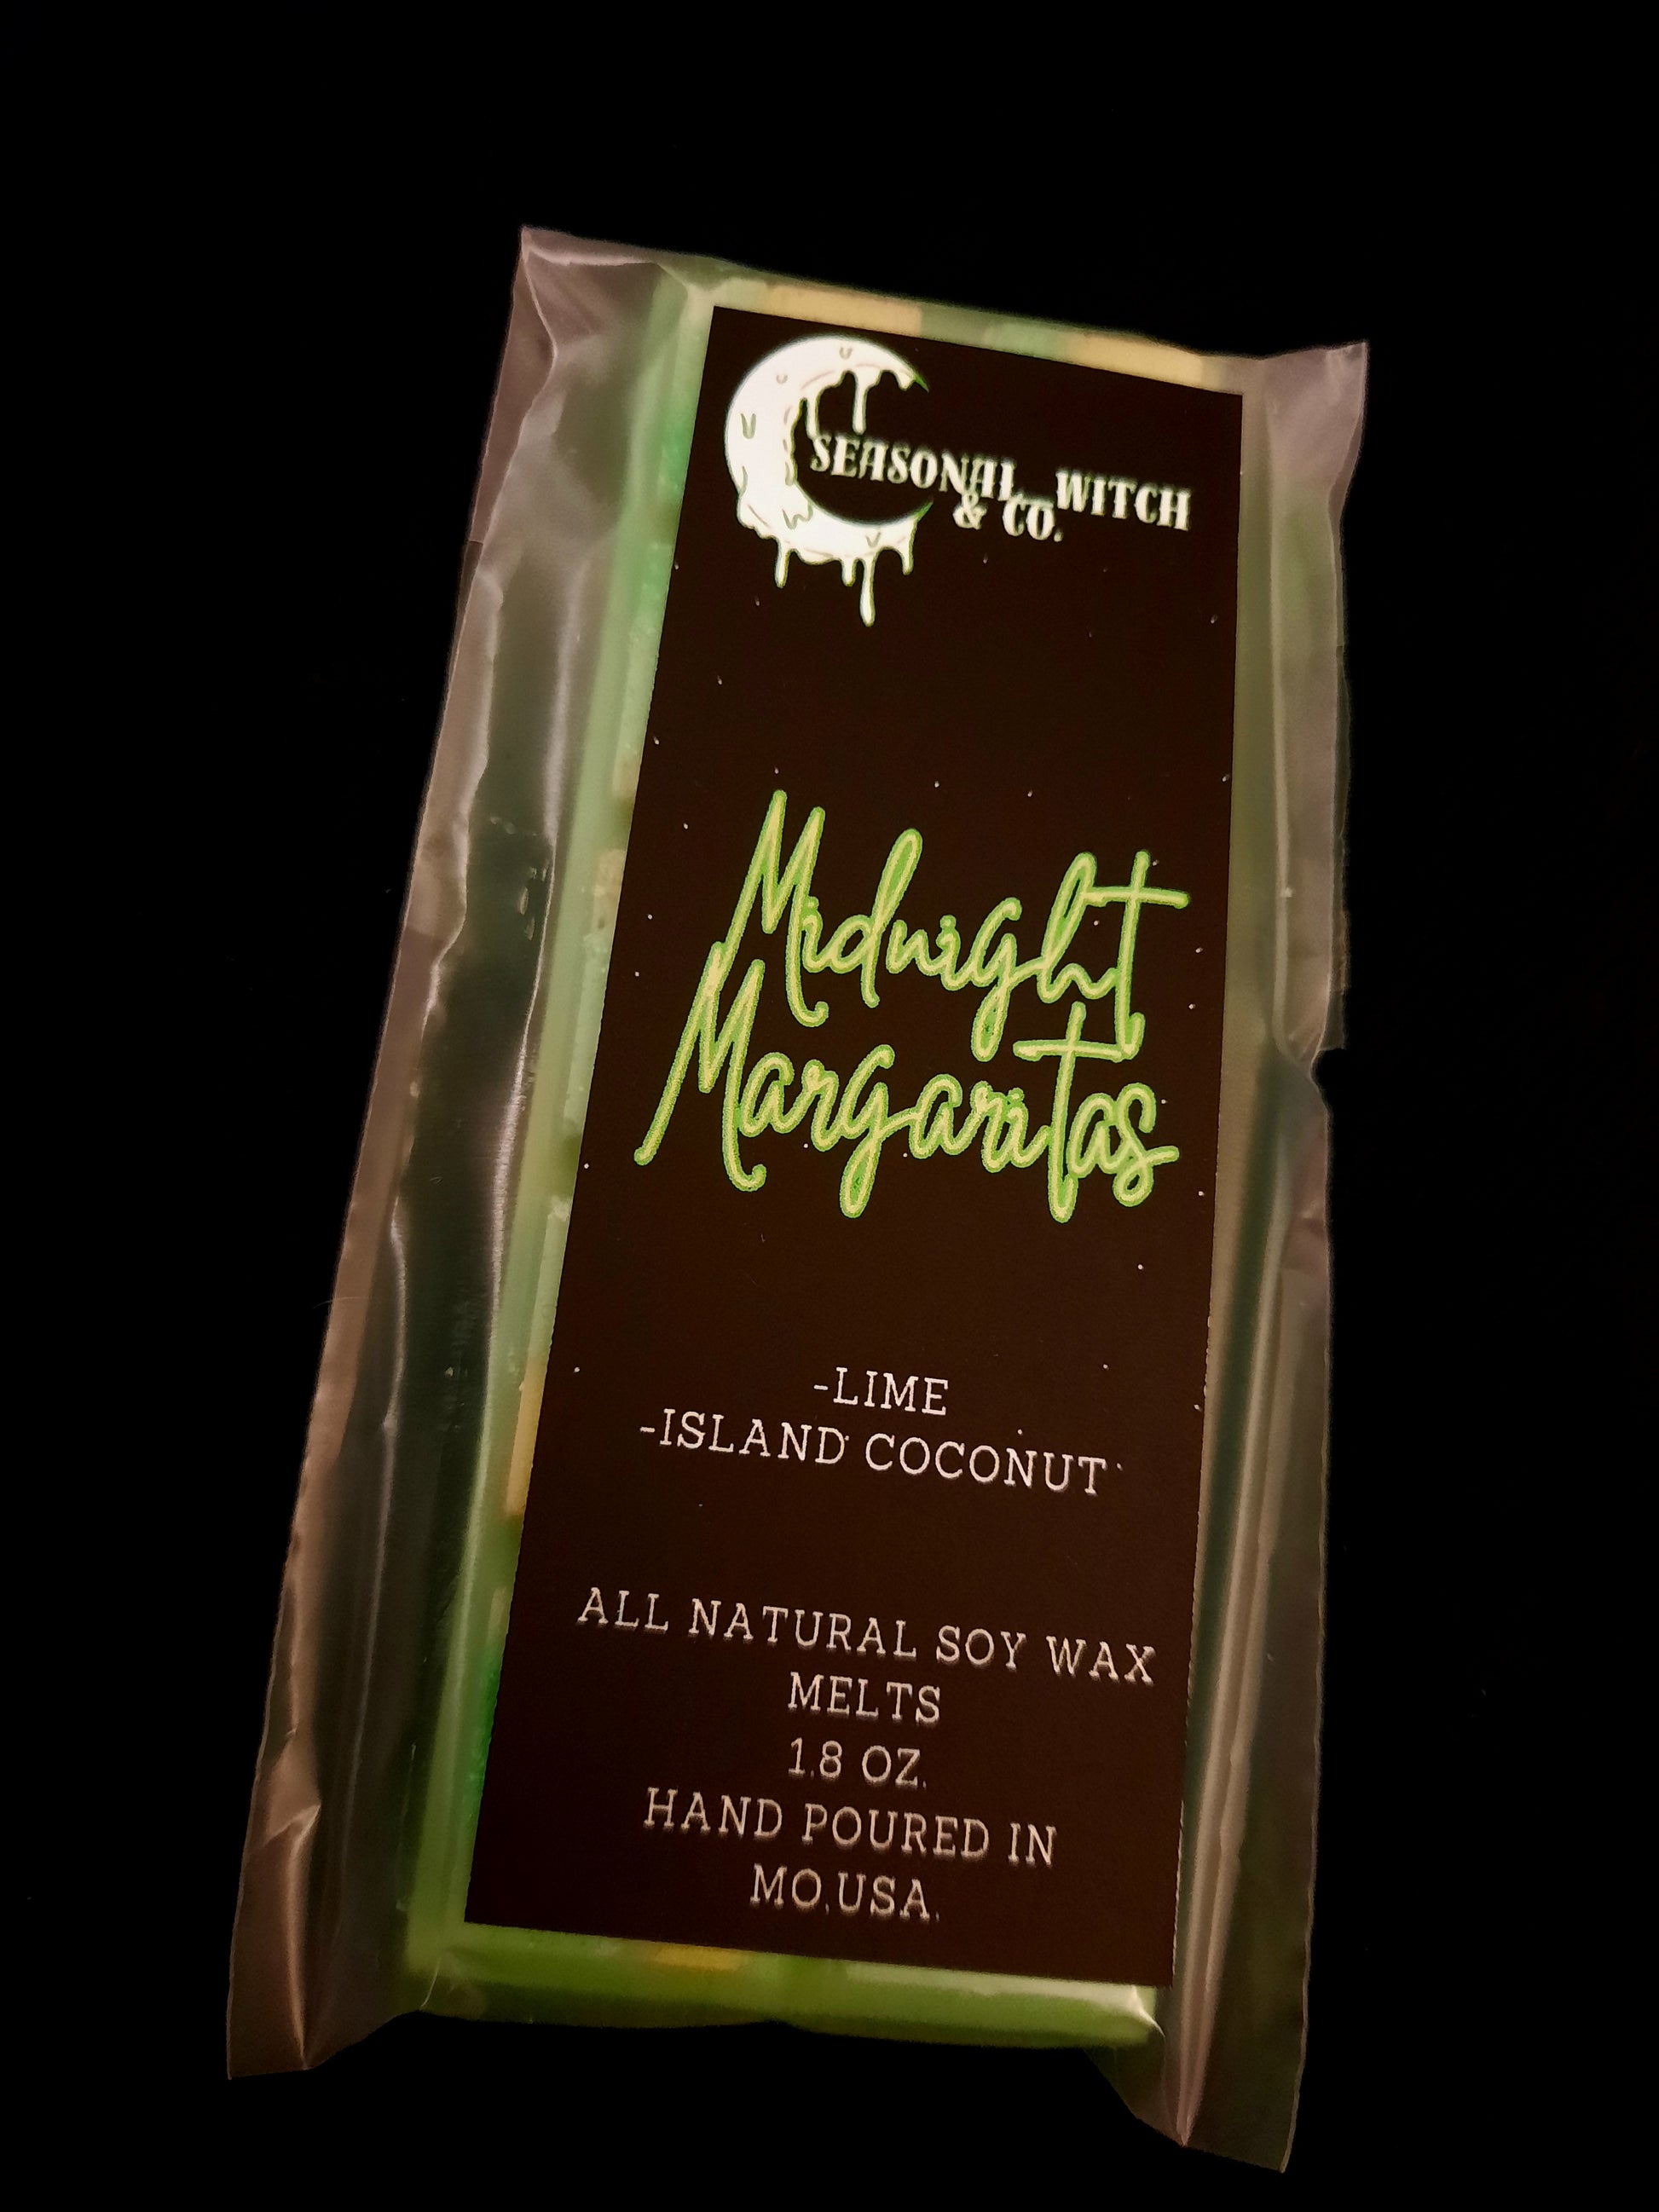 SEASONAL WITCH
& CO.
Midnight
Margaritas
-LIME
-ISLAND COCONUT
ALL NATURAL SOY WAX
MELTS
1.8 OZ.
HAND POURED IN
MO.USA.